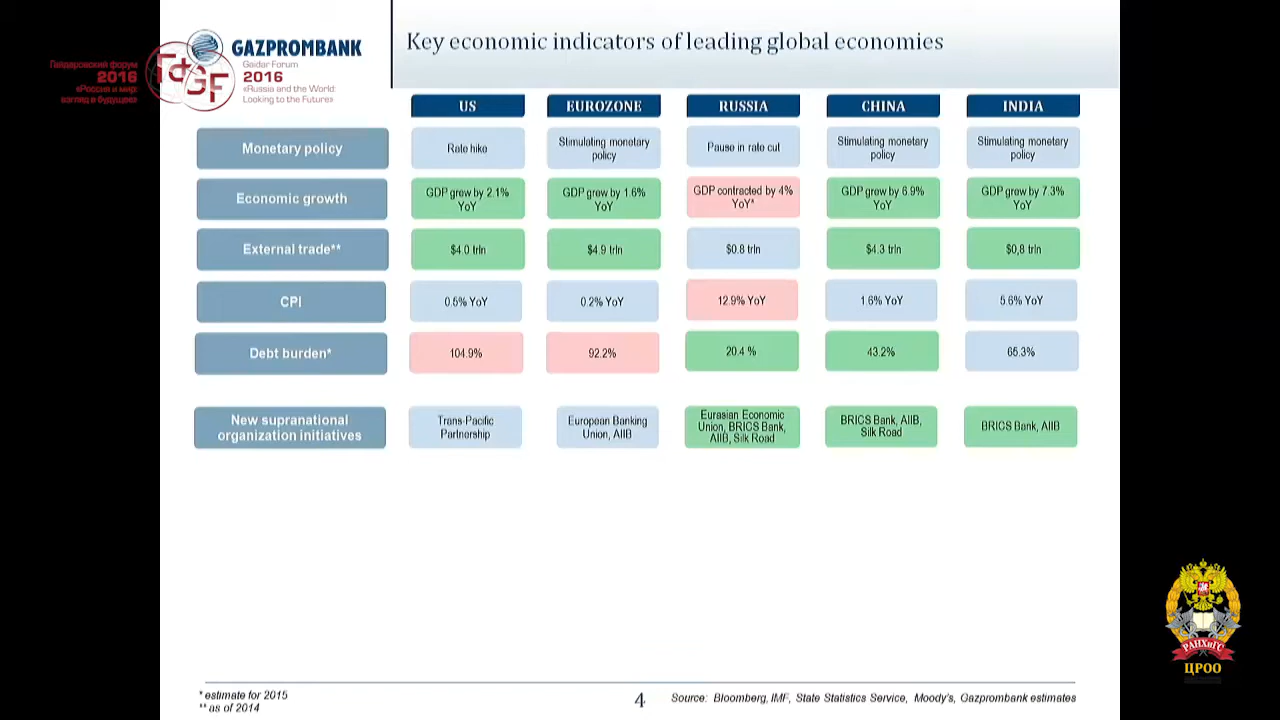 Гайдаровский форум
2016
«Россия и мир:
взгляд в будущее»
ГФ
GF
GAZPROMBANK
Gaidar Forum
2016
«Russia and the World:
Looking to the Future»
Key economic indicators of leading global economies
US
EUROZONE
RUSSIA
CHINA
INDIA
Monetary policy
Rate hike
Stimulating monetary
policy
Pause in rate cut
Stimulating monetary
policy
Stimulating monetary
policy
Economic growth
GDP grew by 2.1%
YoY
GDP grew by 1.6%
YoY
GDP contracted by 4%
YoY*
GDP grew by 6.9%
YoY
GDP grew by 7.3%
YoY
External trade**
$4.0 trln
$4.9 trln
$0.8 trln
$4.3 trln
$0,8 trln
CPI
0.5% YoY
0.2% YoY
12.9% YoY
1.6% YoY
5.6% YoY
Debt burden*
104.9%
92.2%
20.4 %
43.2%
65.3%
New supranational
organization initiatives
Trans-Pacific
Partnership
European Banking
Union, AIIB
Eurasian Economic
Union, BRICS Bank,
AIIB, Silk Road
BRICS Bank, AIIB,
Silk Road
BRICS Bank, AIIB
РАНХиГС
ЦРОО
* estimate for 2015
** as of 2014
4
Source: Bloomberg, IMF, State Statistics Service, Moody's, Gazprombank estimates